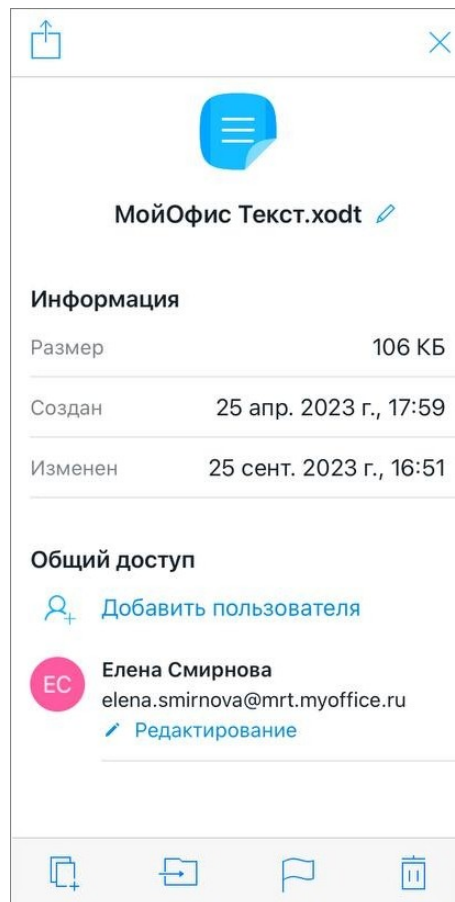 МойОфис Текст.xodt
Информация
Размер 106 КБ
Создан 25 апр. 2023 г., 17:59
Изменен 25 сент. 2023 г., 16:51
Общий доступ
Добавить пользователя
ЕС Елена Смирнова
elena.smirnova@mrt.myoffice.ru
Редактирование